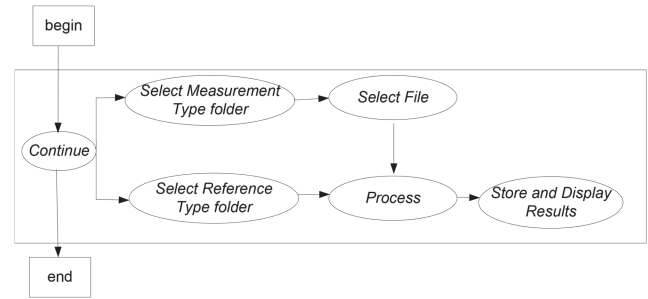 begin
Select Measurement
Type folder
Select File
Continue
Select Reference
Type folder
Process
Store and Display
Results
end